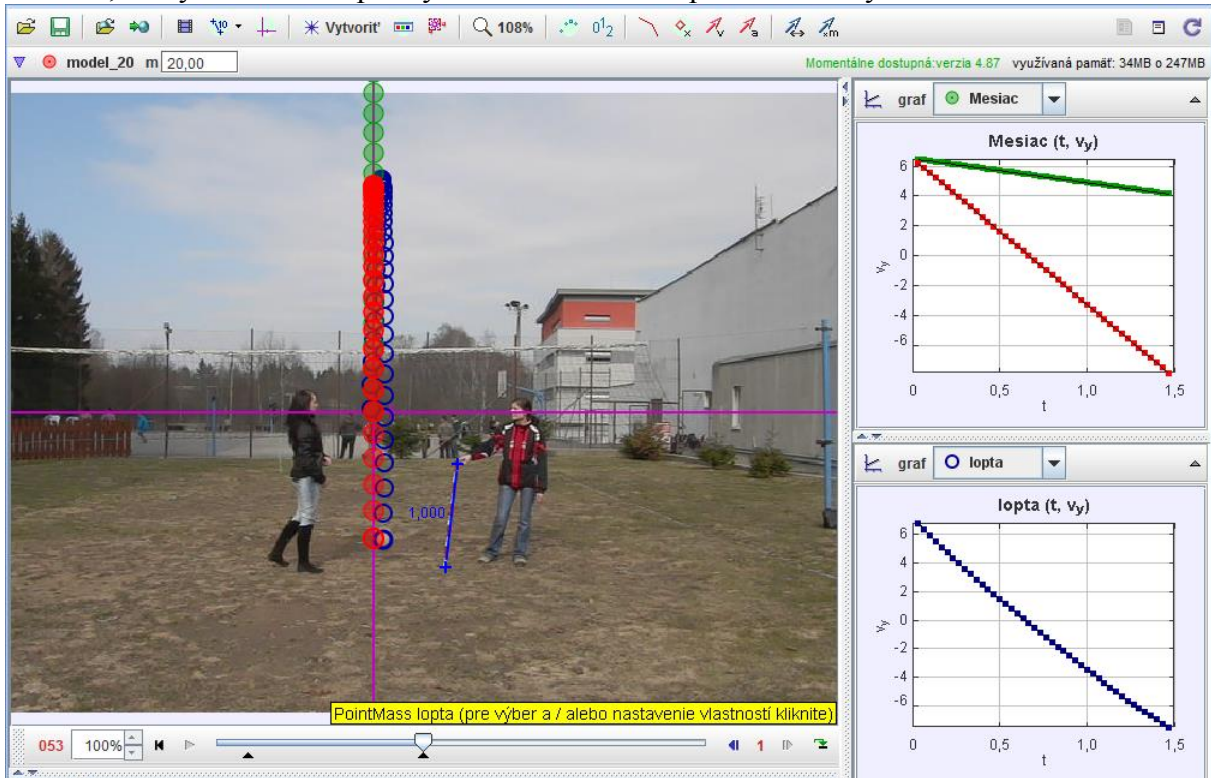 Vytvoriť 108% 0½
model_20 m 20,00 Momentálne dostupná:verzia 4.87 využívaná pamäť: 34MB o 247MB
graf Mesiac
Mesiac (t, vy)
6
4
2
0
-2
-4
-6
vy
0 0,5 1,0 1,5
t
1,000
graf lopta
lopta (t, vy)
6
4
2
0
-2
-4
-6
vy
0 0,5 1,0 1,5
t
PointMass lopta (pre výber a / alebo nastavenie vlastností kliknite)
053 100% 1